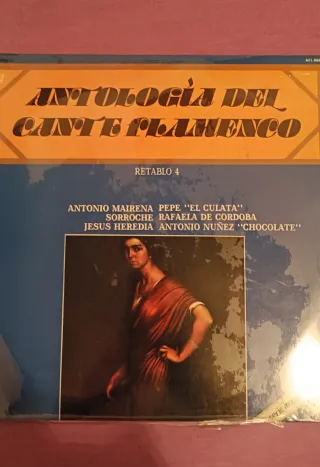 ANTOLOGÌA DEL
CANTE FLAMENCO
RETABLO 4
ANTONIO MAIRENA PEPE "EL CULATA"
SORROCHE RAFAELA DE CORDOBA
JESUS HEREDIA ANTONIO NUÑEZ "CHOCOLATE"